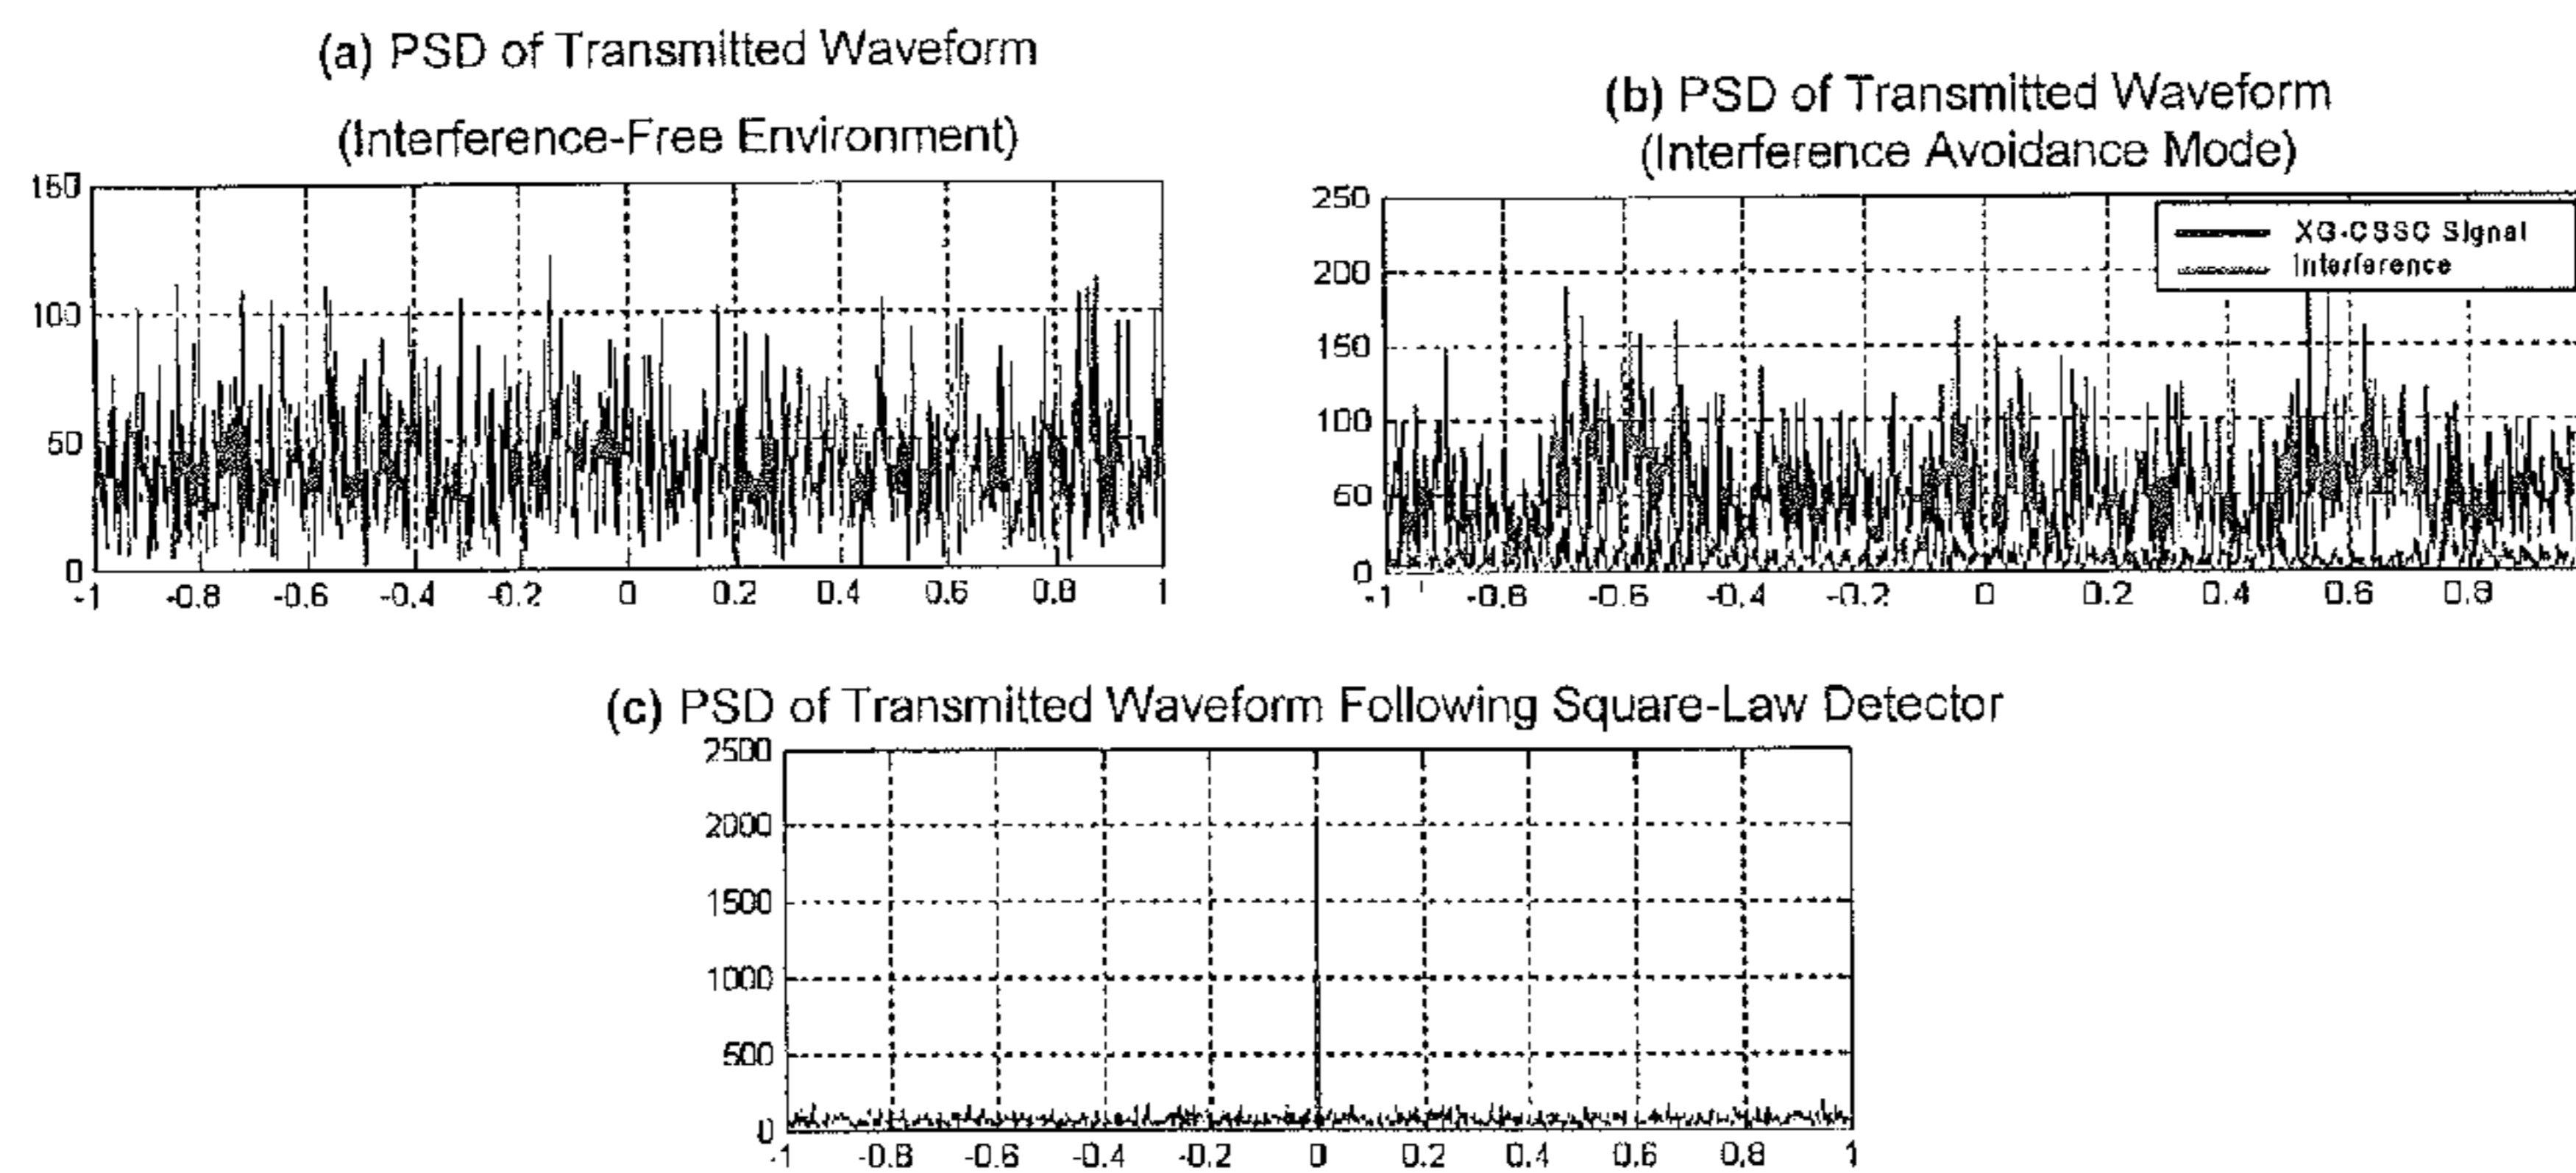 (a) PSD of Transmitted Waveform
(Interference-Free Environment)
150
100
50
0
-1 -0.8 -0.6 -0.4 -0.2 0 0.2 0.4 0.6 0.8 1
(b) PSD of Transmitted Waveform
(Interference Avoidance Mode)
250
200
150
100
50
0
XG-CSSC Signal
Interference
-1 -0.8 -0.6 -0.4 -0.2 0 0.2 0.4 0.6 0.8
(c) PSD of Transmitted Waveform Following Square-Law Detector
2500
2000
1500
1000
500
0
-1 -0.8 -0.6 -0.4 -0.2 0 0.2 0.4 0.6 0.8 1